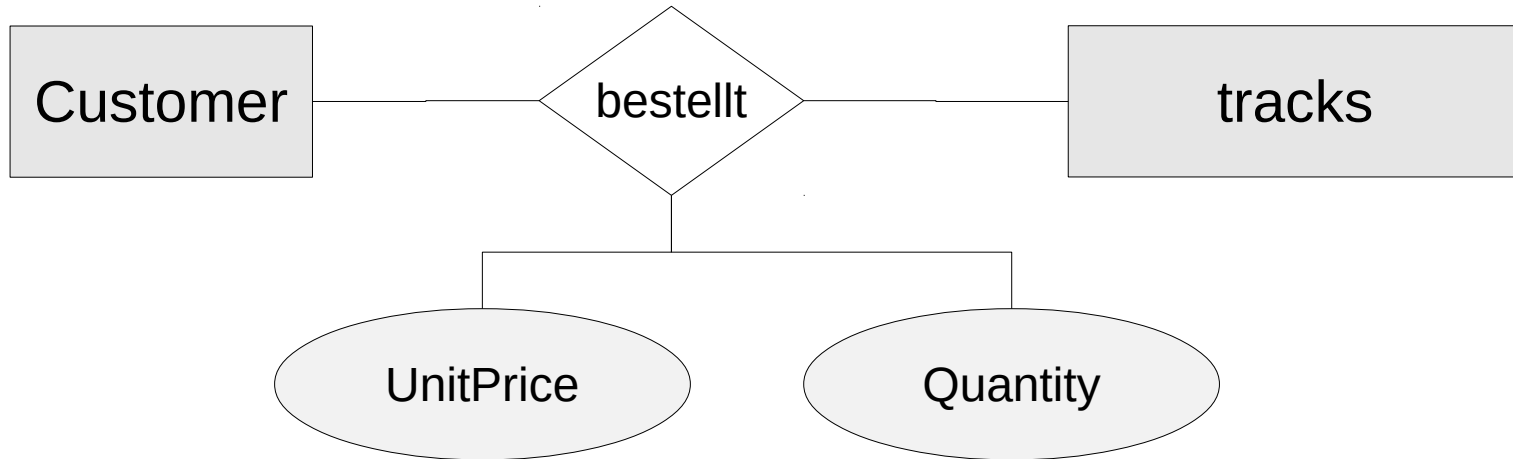 Customer
bestellt
tracks
UnitPrice
Quantity